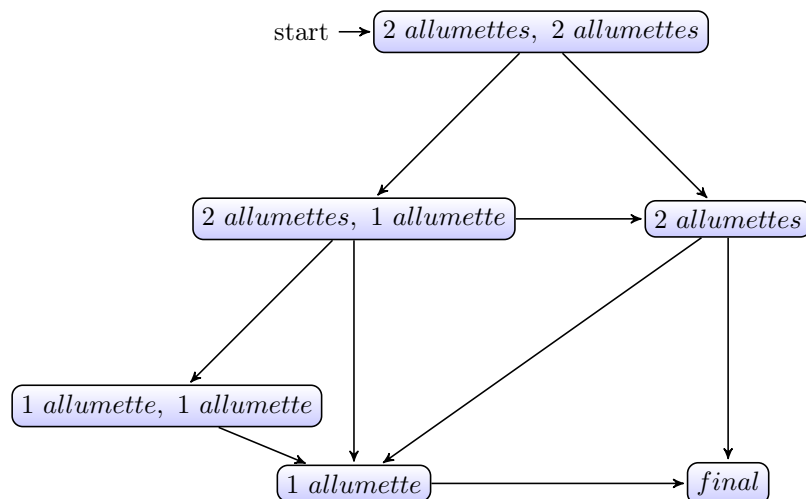 start
2 allumettes, 2 allumettes
2 allumettes, 1 allumette
2 allumettes
1 allumette, 1 allumette
1 allumette
final